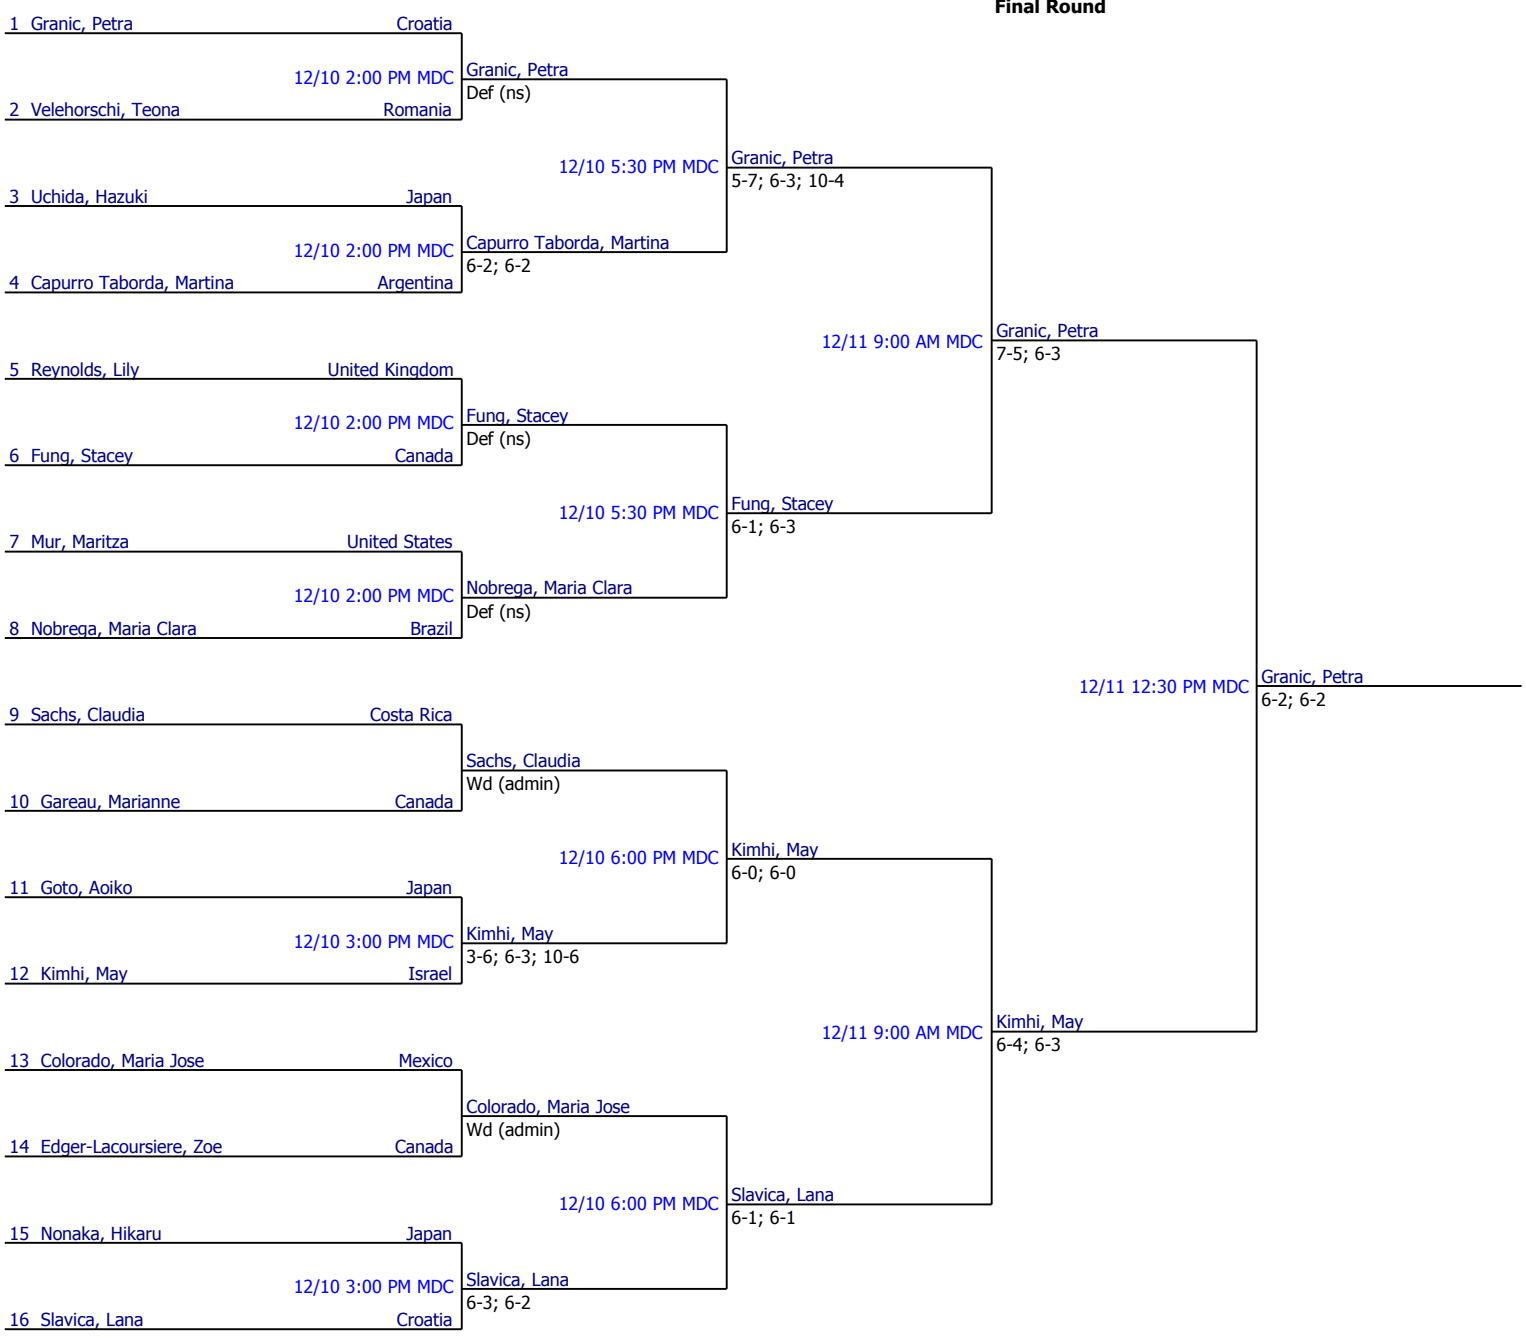 Final Round
1 Granic, Petra Croatia
12/10 2:00 PM MDC Granic, Petra
Def (ns)
2 Velehorschi, Teona Romania
12/10 5:30 PM MDC Granic, Petra
5-7; 6-3; 10-4
3 Uchida, Hazuki Japan
12/10 2:00 PM MDC Capurro Taborda, Martina
6-2; 6-2
4 Capurro Taborda, Martina Argentina
12/11 9:00 AM MDC Granic, Petra
7-5; 6-3
5 Reynolds, Lily United Kingdom
12/10 2:00 PM MDC Fung, Stacey
Def (ns)
6 Fung, Stacey Canada
12/10 5:30 PM MDC Fung, Stacey
6-1; 6-3
7 Mur, Maritza United States
12/10 2:00 PM MDC Nobrega, Maria Clara
Def (ns)
8 Nobrega, Maria Clara Brazil
12/11 12:30 PM MDC Granic, Petra
6-2; 6-2
9 Sachs, Claudia Costa Rica
Sachs, Claudia
Wd (admin)
10 Gareau, Marianne Canada
12/10 6:00 PM MDC Kimhi, May
6-0; 6-0
11 Goto, Aoiko Japan
12/10 3:00 PM MDC Kimhi, May
3-6; 6-3; 10-6
12 Kimhi, May Israel
12/11 9:00 AM MDC Kimhi, May
6-4; 6-3
13 Colorado, Maria Jose Mexico
Colorado, Maria Jose
Wd (admin)
14 Edger-Lacoursiere, Zoe Canada
12/10 6:00 PM MDC Slavica, Lana
6-1; 6-1
15 Nonaka, Hikaru Japan
12/10 3:00 PM MDC Slavica, Lana
6-3; 6-2
16 Slavica, Lana Croatia